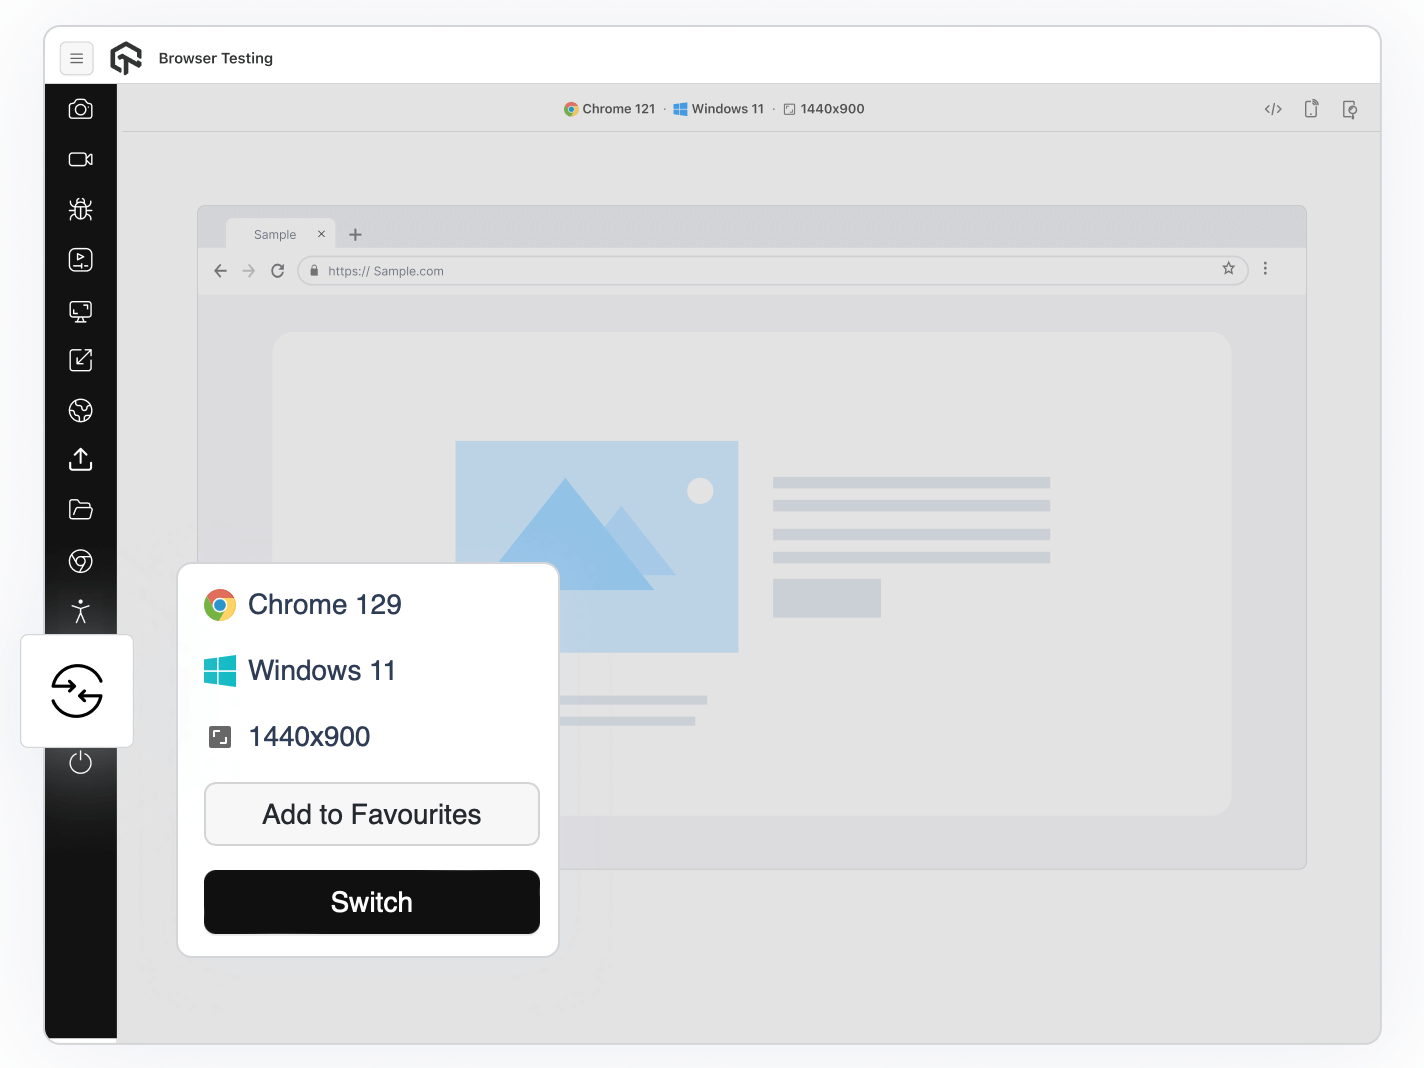 Browser Testing
Chrome 121 · Windows 11 · 1440x900
Sample
https:// Sample.com
Chrome 129
Windows 11
1440x900
Add to Favourites
Switch